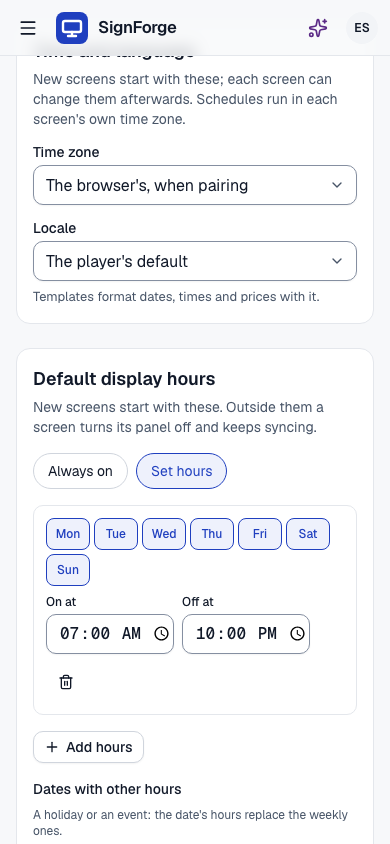 SignForge
ES
Time and language
New screens start with these; each screen can
change them afterwards. Schedules run in each
screen's own time zone.
Time zone
The browser's, when pairing
Locale
The player's default
Templates format dates, times and prices with it.
Default display hours
New screens start with these. Outside them a
screen turns its panel off and keeps syncing.
Always on
Set hours
Mon
Tue
Wed
Thu
Fri
Sat
Sun
On at
Off at
07:00 AM
10:00 PM
Add hours
Dates with other hours
A holiday or an event: the date's hours replace the weekly
ones.